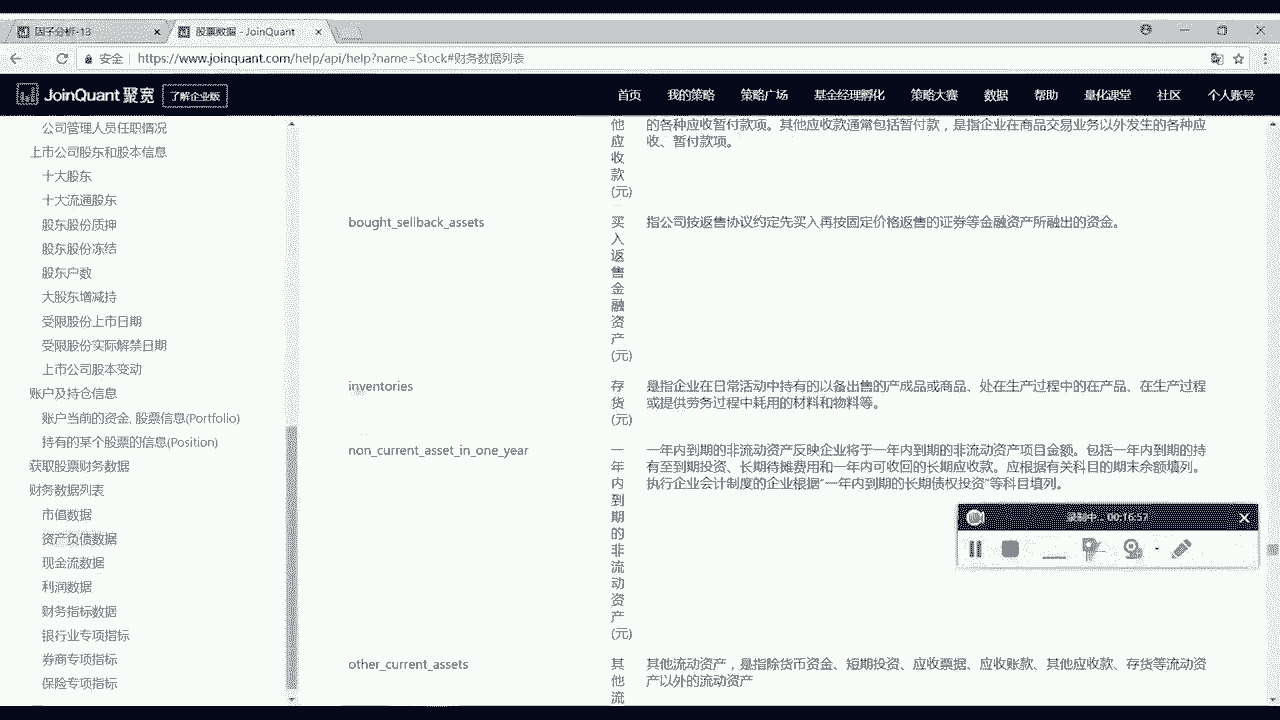 因子分析-13
股票数据 - JoinQuant
安全
https://www.joinquant.com/help/api/help?name=Stock#财务数据列表
JoinQuant 聚宽
了解企业版
首页
我的策略
策略广场
基金经理孵化
策略大赛
数据
帮助
量化课堂
社区
个人账号
公司管理人员任职情况
上市公司股东和股本信息
十大股东
十大流通股东
股东股份质押
股东股份冻结
股东户数
大股东增减持
受限股份上市日期
受限股份实际解禁日期
上市公司股本变动
账户及持仓信息
账户当前的资金, 股票信息(Portfolio)
持有的某个股票的信息(Position)
获取股票财务数据
财务数据列表
市值数据
资产负债数据
现金流数据
利润数据
财务指标数据
银行业专项指标
券商专项指标
保险专项指标
他
应
收
款
(元)
的各种应收暂付款项。其他应收款通常包括暂付款，是指企业在商品交易业务以外发生的各种应
收、暂付款项。
bought_sellback_assets
买
入
返
售
金
融
资
产
(元)
指公司按返售协议约定先买入再按固定价格返售的证券等金融资产所融出的资金。
inventories
存
货
(元)
是指企业在日常活动中持有的以备出售的产成品或商品、处在生产过程中的在产品、在生产过程
或提供劳务过程中耗用的材料和物料等。
non_current_asset_in_one_year
一
年
内
到
期
的
非
流
动
资
产
(元)
一年内到期的非流动资产反映企业将于一年内到期的非流动资产项目金额。包括一年内到期的持
有至到期投资、长期待摊费用和一年内可收回的长期应收款。应根据有关科目的期末余额填列。
执行企业会计制度的企业根据"一年内到期的长期债权投资"等科目填列。
other_current_assets
其
他
流
其他流动资产，是指除货币资金、短期投资、应收票据、应收账款、其他应收款、存货等流动资
产以外的流动资产
录制中... 00:16:57